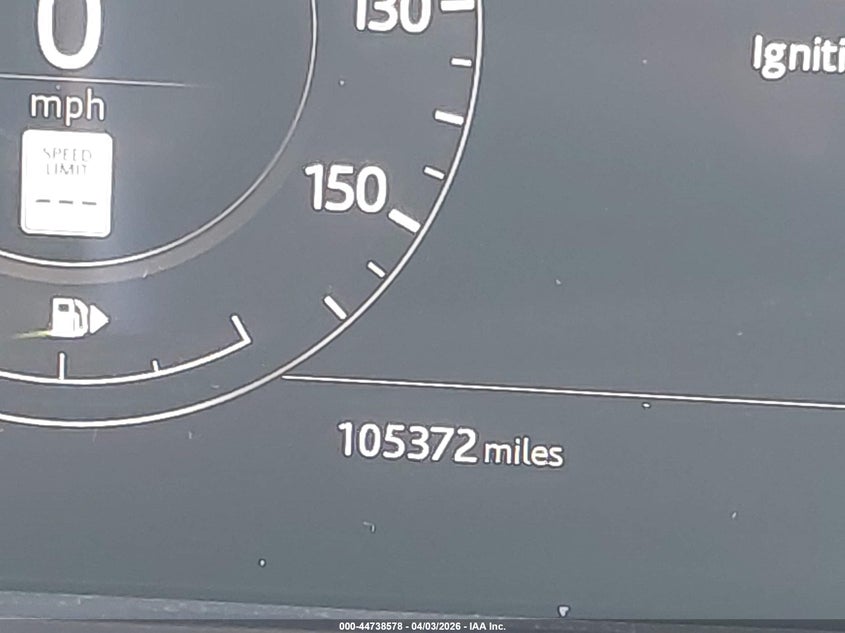 130
0
Igniti
mph
SPEED
LIMIT
---
150
105372 miles
000-44738578 - 04/03/2026 - IAA Inc.